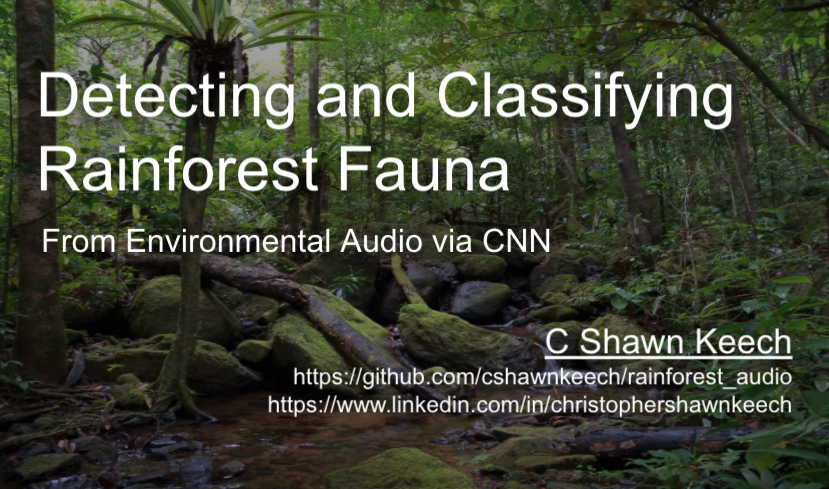 Detecting and Classifying
Rainforest Fauna
From Environmental Audio via CNN
C Shawn Keech
https://github.com/cshawnkeech/rainforest_audio
https://www.linkedin.com/in/christophershawnkeech